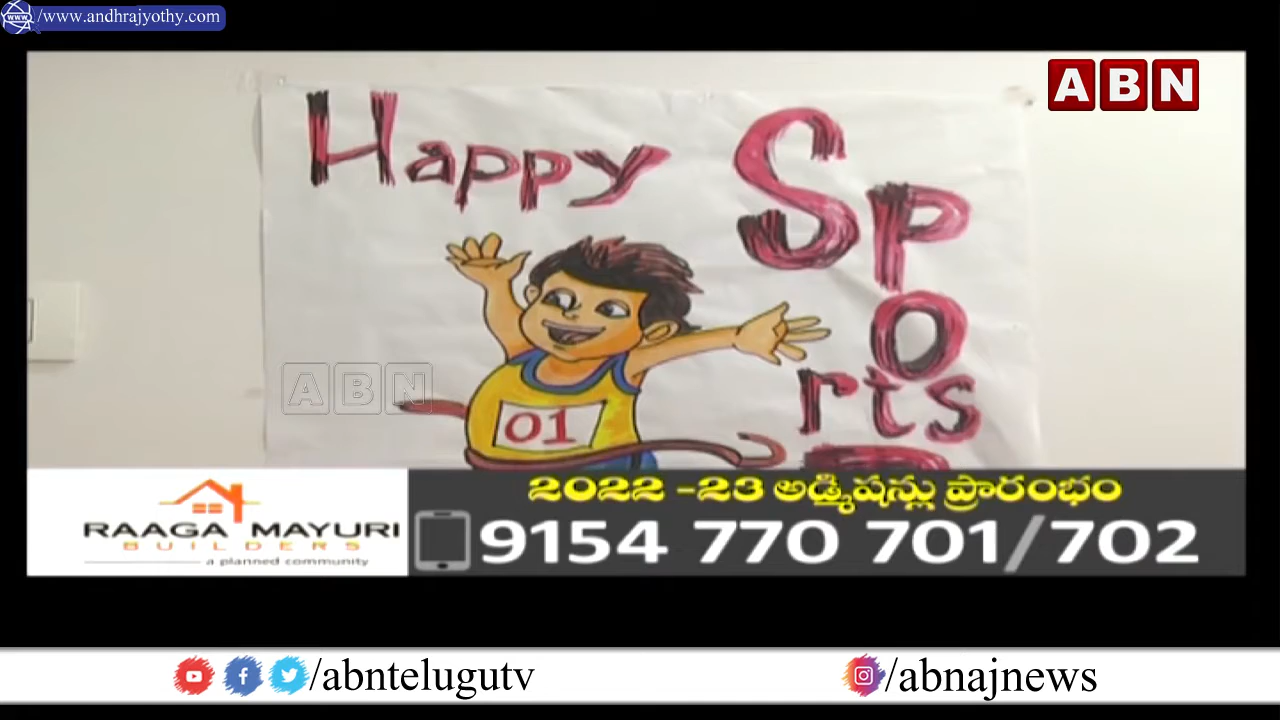 www./www.andhrajyothy.com
ABN
Happy Sports
ABN
01
2022 -23 అడ్మిషన్లు ప్రారంభం
RAAGA MAYURI
BUILDERS
a planned community
9154 770 701/702
/abntelugutv
/abnajnews